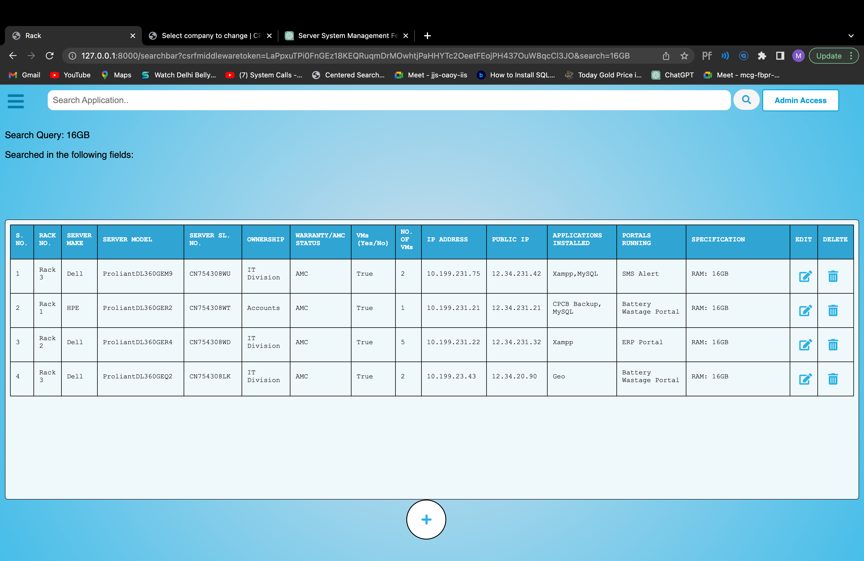 Rack
Select company to change | C
Server System Management Fe
127.0.0.1:8000/searchbar?csrfmiddlewaretoken=LaPpxuTPi0FnGEz18KEQRuqmDrMOwhtjPaHHYTc2OeetFEojPH437OuW8qcCl3JO&search=16GB
M
Update
Gmail
YouTube
Maps
Watch Delhi Belly...
(7) System Calls -...
Centered Search...
Meet - jjs-oaoy-iis
How to Install SQL...
Today Gold Price i...
ChatGPT
Meet - mcg-fbpr-...
Search Application..
Admin Access
Search Query: 16GB
Searched in the following fields:
S. NO. RACK NO. SERVER MAKE SERVER MODEL SERVER SL. NO. OWNERSHIP WARRANTY/AMC STATUS VMs (Yes/No) NO. OF VMs IP ADDRESS PUBLIC IP APPLICATIONS INSTALLED PORTALS RUNNING SPECIFICATION EDIT DELETE
1 Rack 3 Dell ProliantDL360GEM9 CN754308WU IT Division AMC True 2 10.199.231.75 12.34.231.42 Xampp,MySQL SMS Alert RAM: 16GB
2 Rack 1 HPE ProliantDL360GER2 CN754308WT Accounts AMC True 1 10.199.231.21 12.34.231.21 CPCB Backup, MySQL Battery Wastage Portal RAM: 16GB
3 Rack 2 Dell ProliantDL360GER4 CN754308WD IT Division AMC True 5 10.199.231.22 12.34.231.32 Xampp ERP Portal RAM: 16GB
4 Rack 3 Dell ProliantDL360GEQ2 CN754308LK IT Division AMC True 2 10.199.23.43 12.34.20.90 Geo Battery Wastage Portal RAM: 16GB